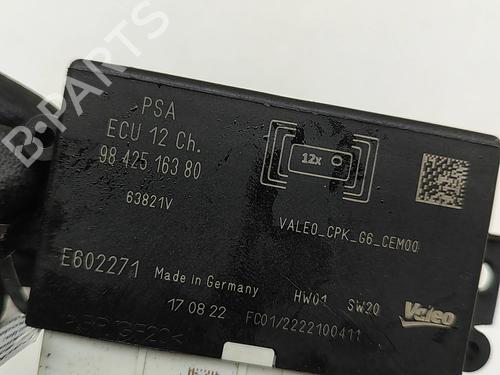 PSA
ECU 12 Ch.
98 425 163 80
12x
63821V
VALEO_CPK_G6_CEM00
E602271
Made in Germany
HW01 SW20
Valeo
17 08 22
FC01/2222100411
B-PARTS